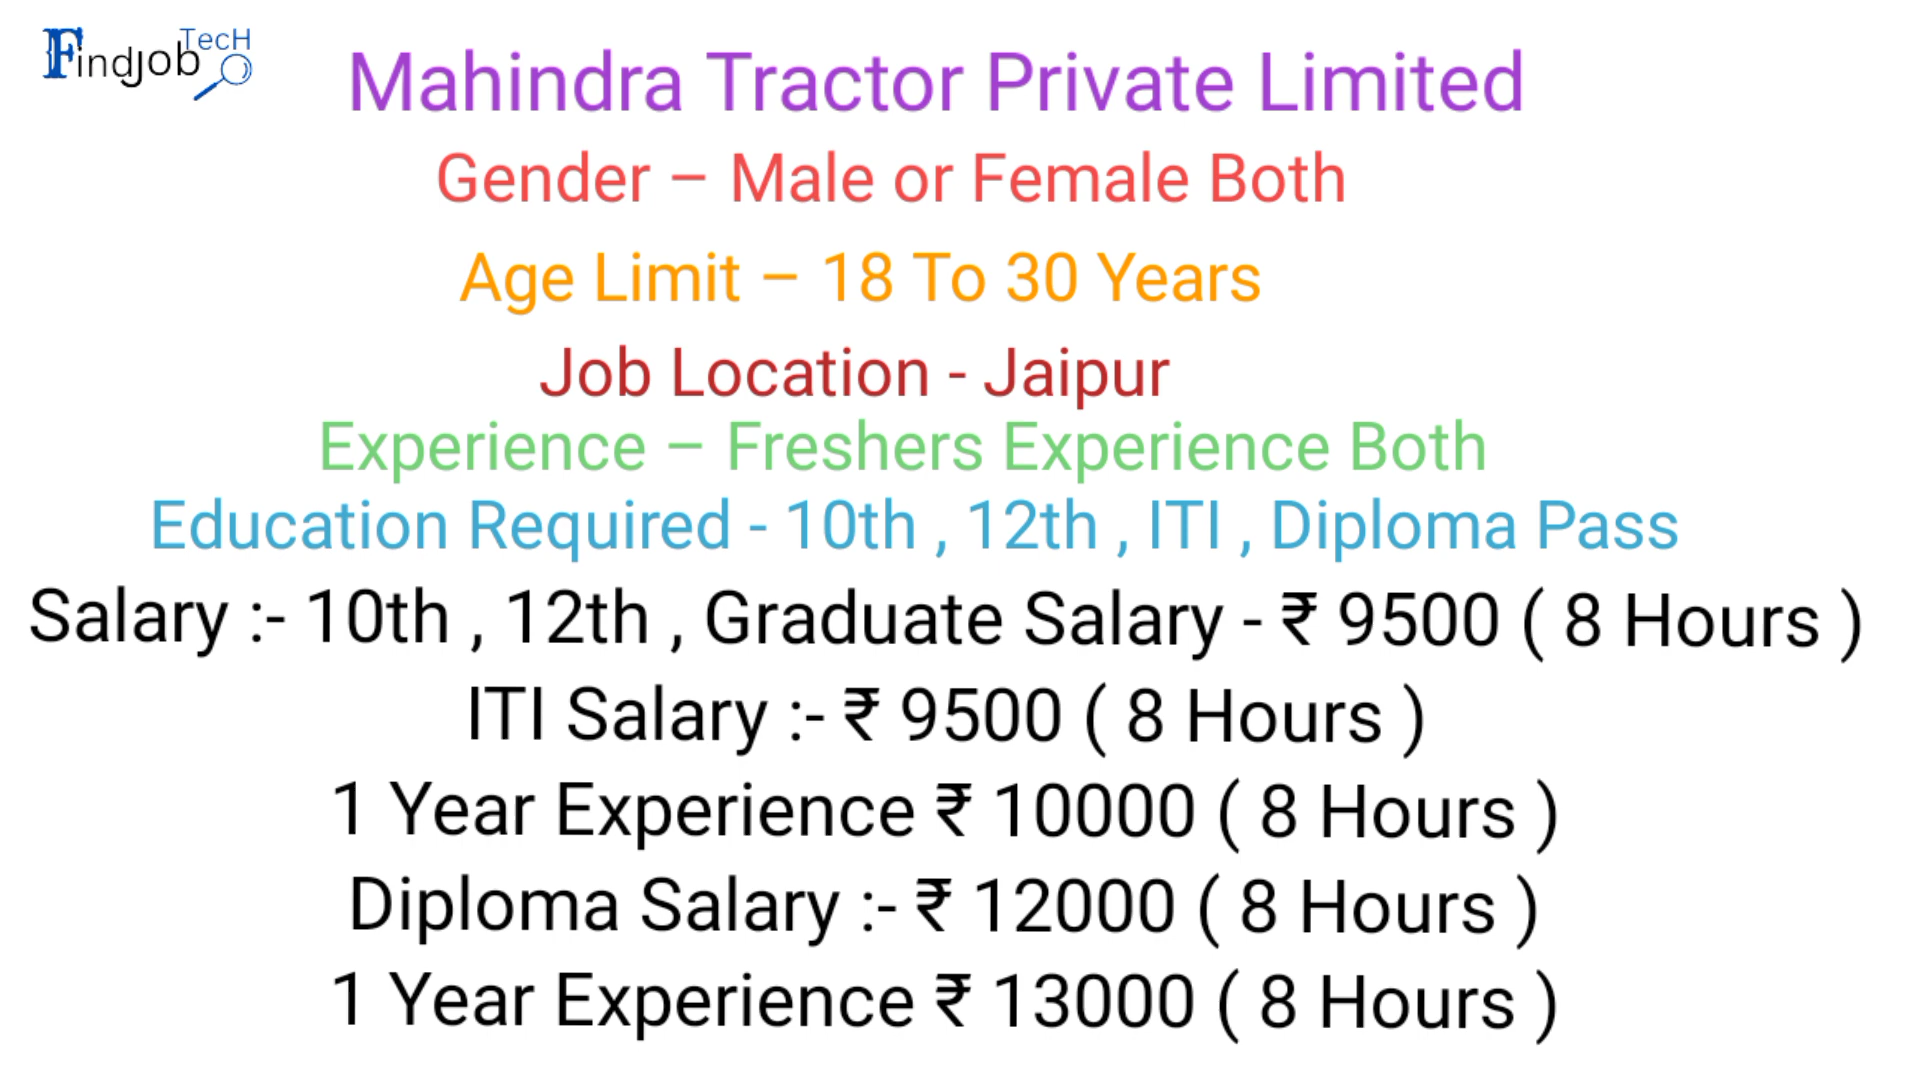 FindJob TecH
Mahindra Tractor Private Limited
Gender – Male or Female Both
Age Limit – 18 To 30 Years
Job Location - Jaipur
Experience – Freshers Experience Both
Education Required - 10th , 12th , ITI , Diploma Pass
Salary :- 10th , 12th , Graduate Salary - ₹ 9500 ( 8 Hours )
ITI Salary :- ₹ 9500 ( 8 Hours )
1 Year Experience ₹ 10000 ( 8 Hours )
Diploma Salary :- ₹ 12000 ( 8 Hours )
1 Year Experience ₹ 13000 ( 8 Hours )